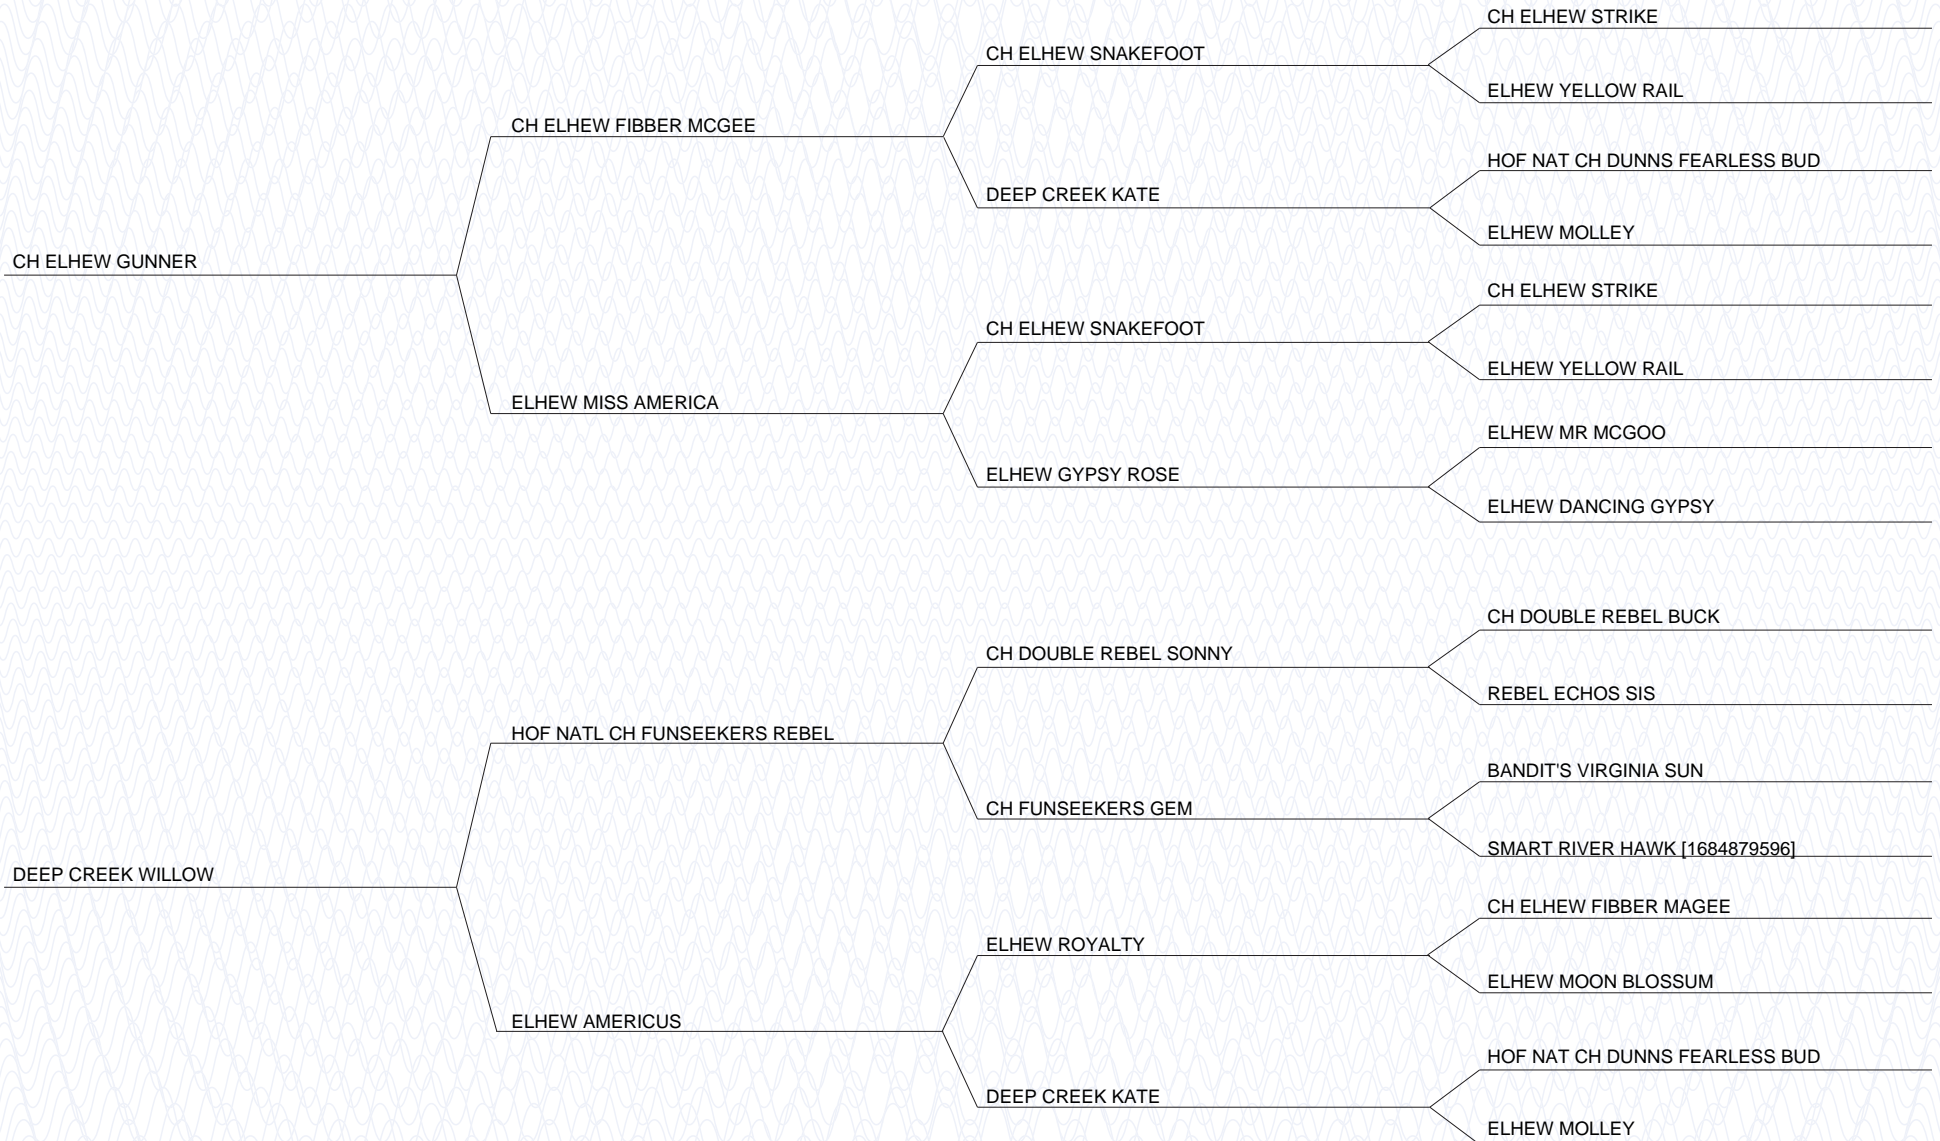 CH ELHEW STRIKE
CH ELHEW SNAKEFOOT
ELHEW YELLOW RAIL
CH ELHEW FIBBER MCGEE
HOF NAT CH DUNNS FEARLESS BUD
DEEP CREEK KATE
ELHEW MOLLEY
CH ELHEW GUNNER
CH ELHEW STRIKE
CH ELHEW SNAKEFOOT
ELHEW YELLOW RAIL
ELHEW MISS AMERICA
ELHEW MR MCGOO
ELHEW GYPSY ROSE
ELHEW DANCING GYPSY
CH DOUBLE REBEL BUCK
CH DOUBLE REBEL SONNY
REBEL ECHOS SIS
HOF NATL CH FUNSEEKERS REBEL
BANDIT'S VIRGINIA SUN
CH FUNSEEKERS GEM
SMART RIVER HAWK [1684879596]
DEEP CREEK WILLOW
CH ELHEW FIBBER MAGEE
ELHEW ROYALTY
ELHEW MOON BLOSSUM
ELHEW AMERICUS
HOF NAT CH DUNNS FEARLESS BUD
DEEP CREEK KATE
ELHEW MOLLEY